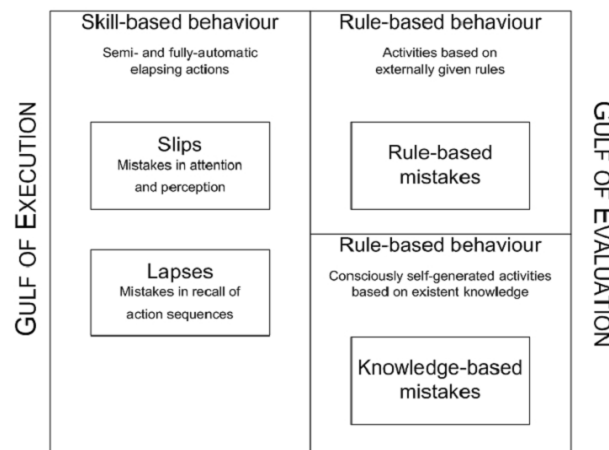 GULF OF EXECUTION
Skill-based behaviour
Semi- and fully-automatic
elapsing actions
Slips
Mistakes in attention
and perception
Lapses
Mistakes in recall of
action sequences
Rule-based behaviour
Activities based on
externally given rules
Rule-based
mistakes
Rule-based behaviour
Consciously self-generated activities
based on existent knowledge
Knowledge-based
mistakes
GULF OF EVALUATION